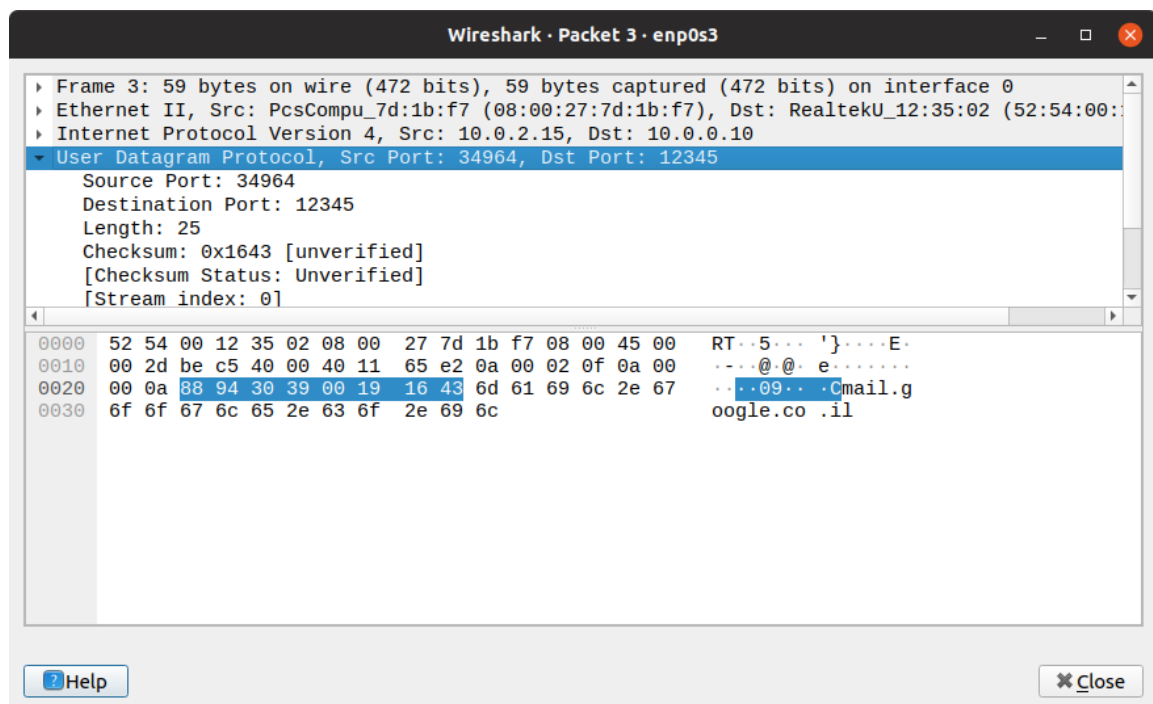 Wireshark · Packet 3 · enp0s3
Frame 3: 59 bytes on wire (472 bits), 59 bytes captured (472 bits) on interface 0
Ethernet II, Src: PcsCompu_7d:1b:f7 (08:00:27:7d:1b:f7), Dst: RealtekU_12:35:02 (52:54:00:
Internet Protocol Version 4, Src: 10.0.2.15, Dst: 10.0.0.10
User Datagram Protocol, Src Port: 34964, Dst Port: 12345
Source Port: 34964
Destination Port: 12345
Length: 25
Checksum: 0x1643 [unverified]
[Checksum Status: Unverified]
[Stream index: 0]
0000 52 54 00 12 35 02 08 00 27 7d 1b f7 08 00 45 00 RT··5··· '}····E·
0010 00 2d be c5 40 00 40 11 65 e2 0a 00 02 0f 0a 00 ·-··@·@· e·······
0020 00 0a 88 94 30 39 00 19 16 43 6d 61 69 6c 2e 67 ····09·· ·Cmail.g
0030 6f 6f 67 6c 65 2e 63 6f 2e 69 6c oogle.co .il
Help
Close